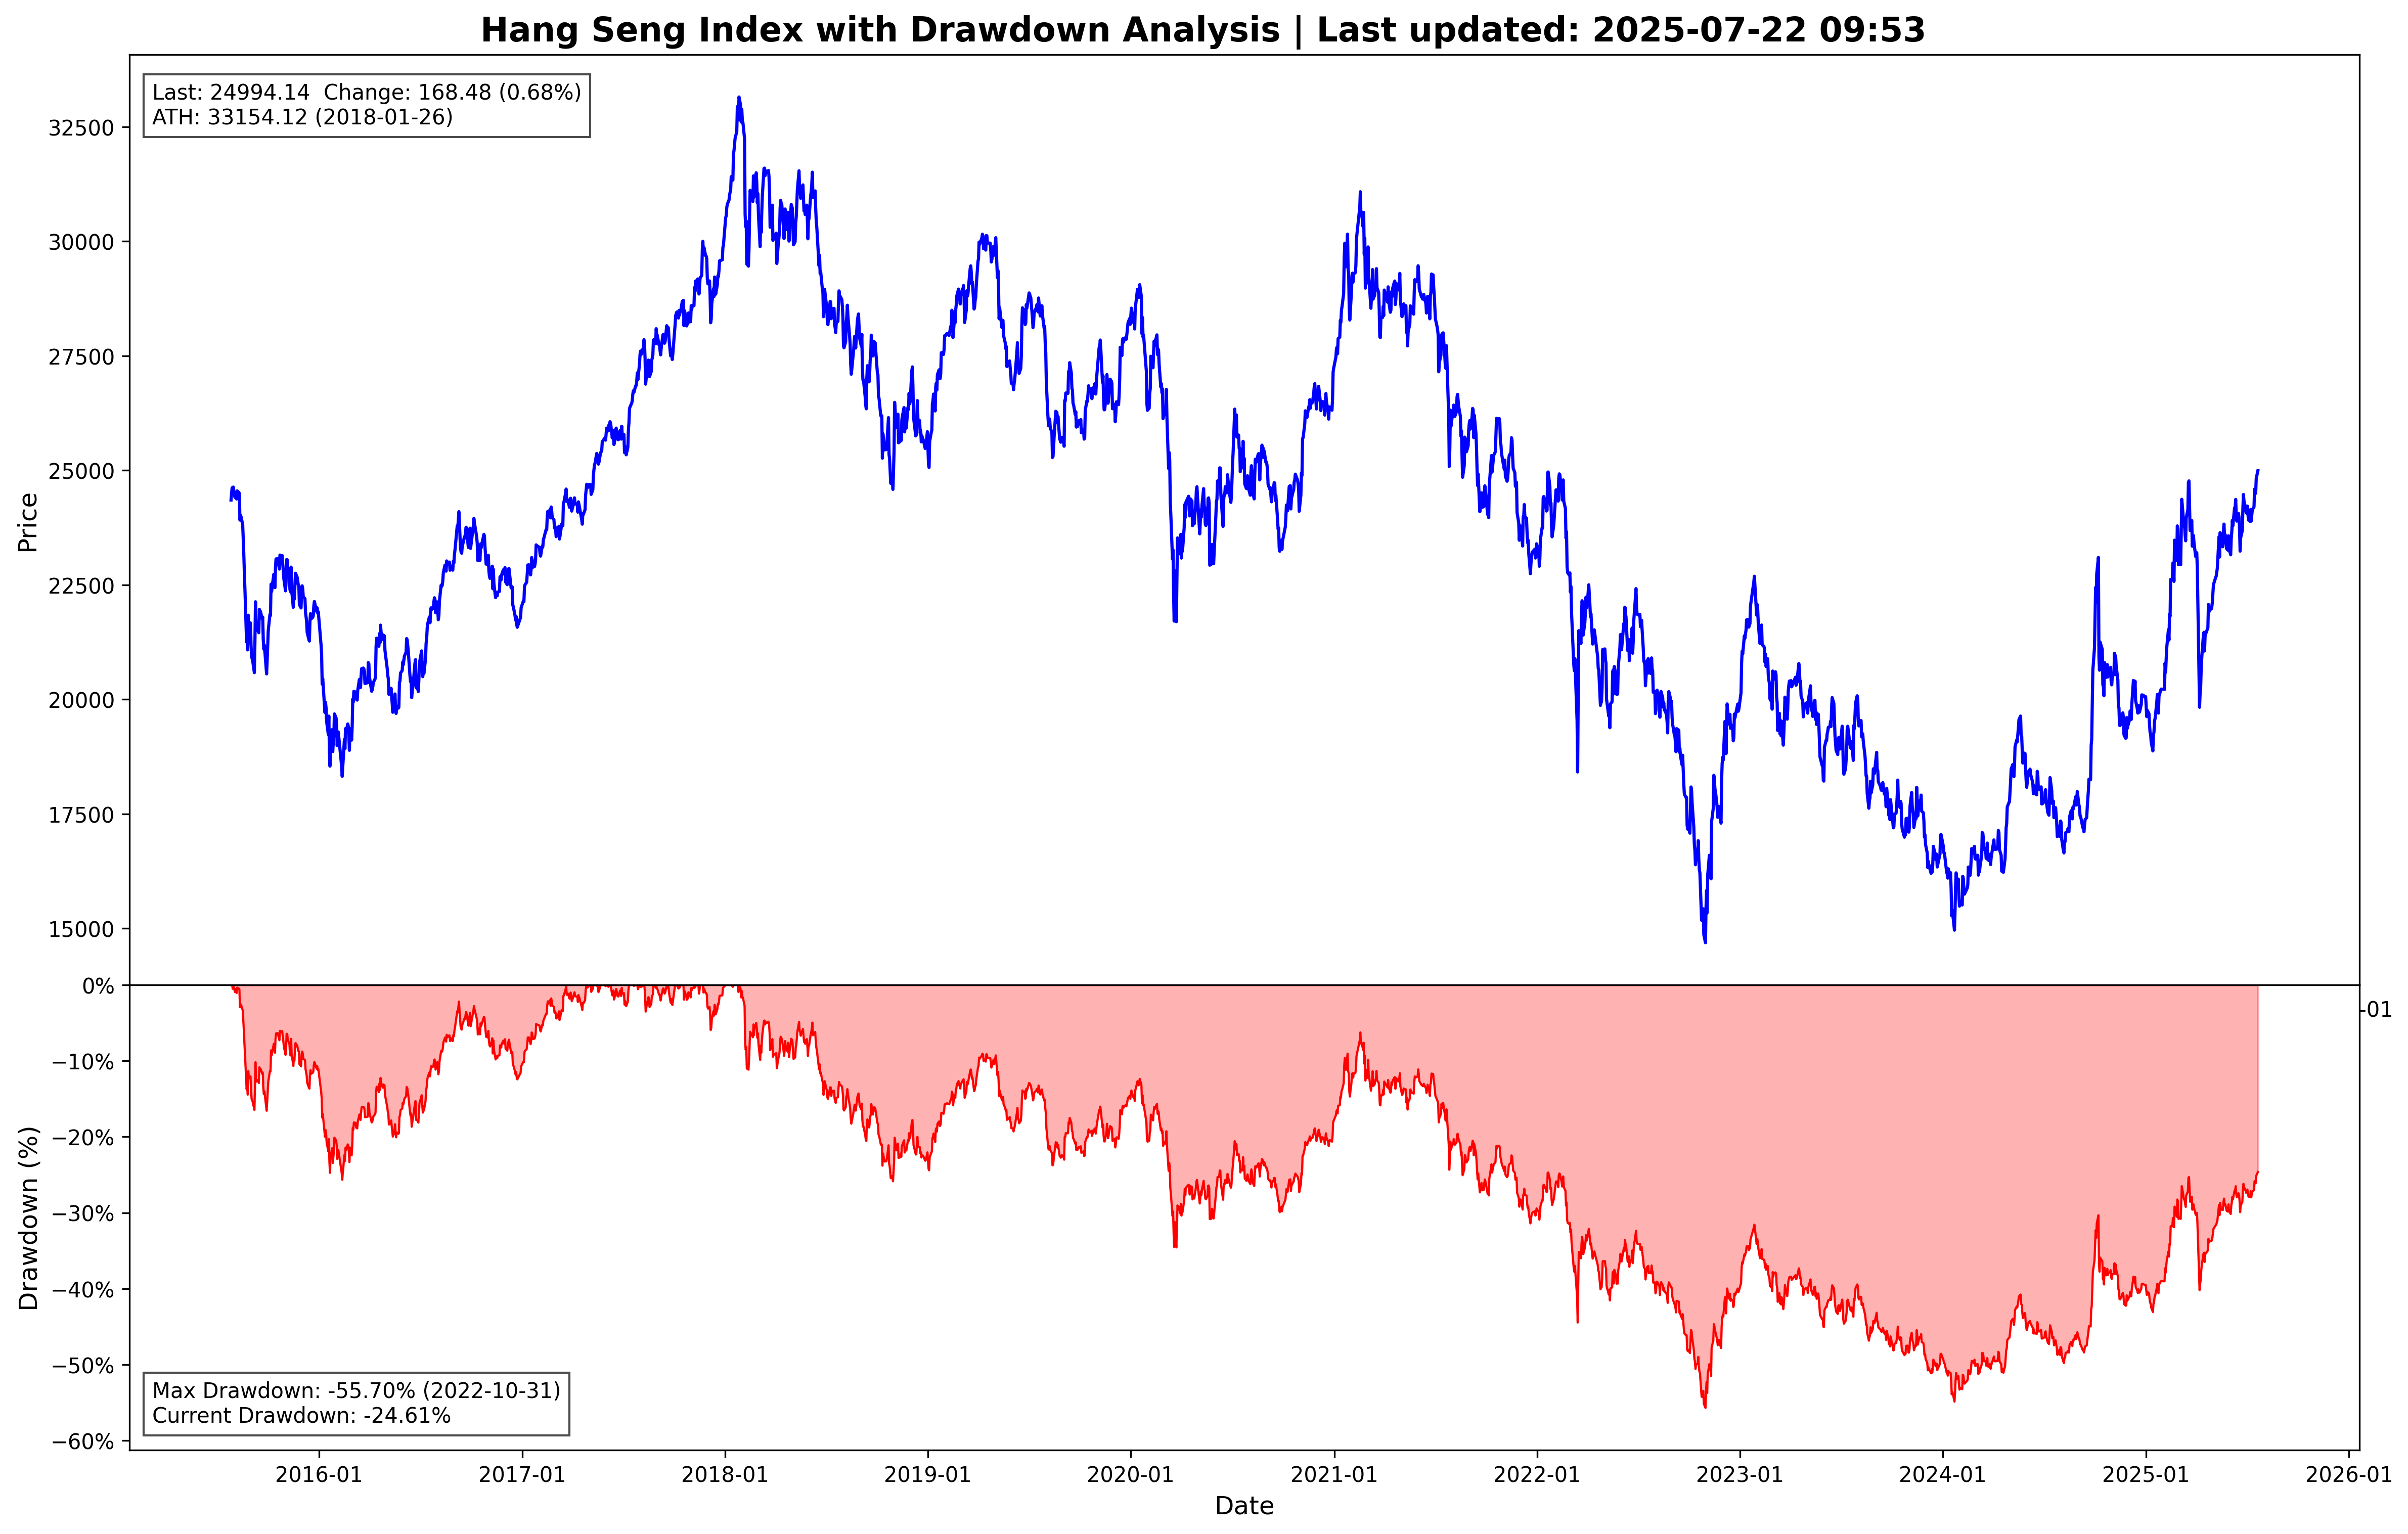 Hang Seng Index with Drawdown Analysis | Last updated: 2025-07-22 09:53
Last: 24994.14  Change: 168.48 (0.68%)
ATH: 33154.12 (2018-01-26)
Price
32500
30000
27500
25000
22500
20000
17500
15000
-01
Drawdown (%)
0%
−10%
−20%
−30%
−40%
−50%
−60%
Max Drawdown: -55.70% (2022-10-31)
Current Drawdown: -24.61%
2016-01 2017-01 2018-01 2019-01 2020-01 2021-01 2022-01 2023-01 2024-01 2025-01 2026-01
Date